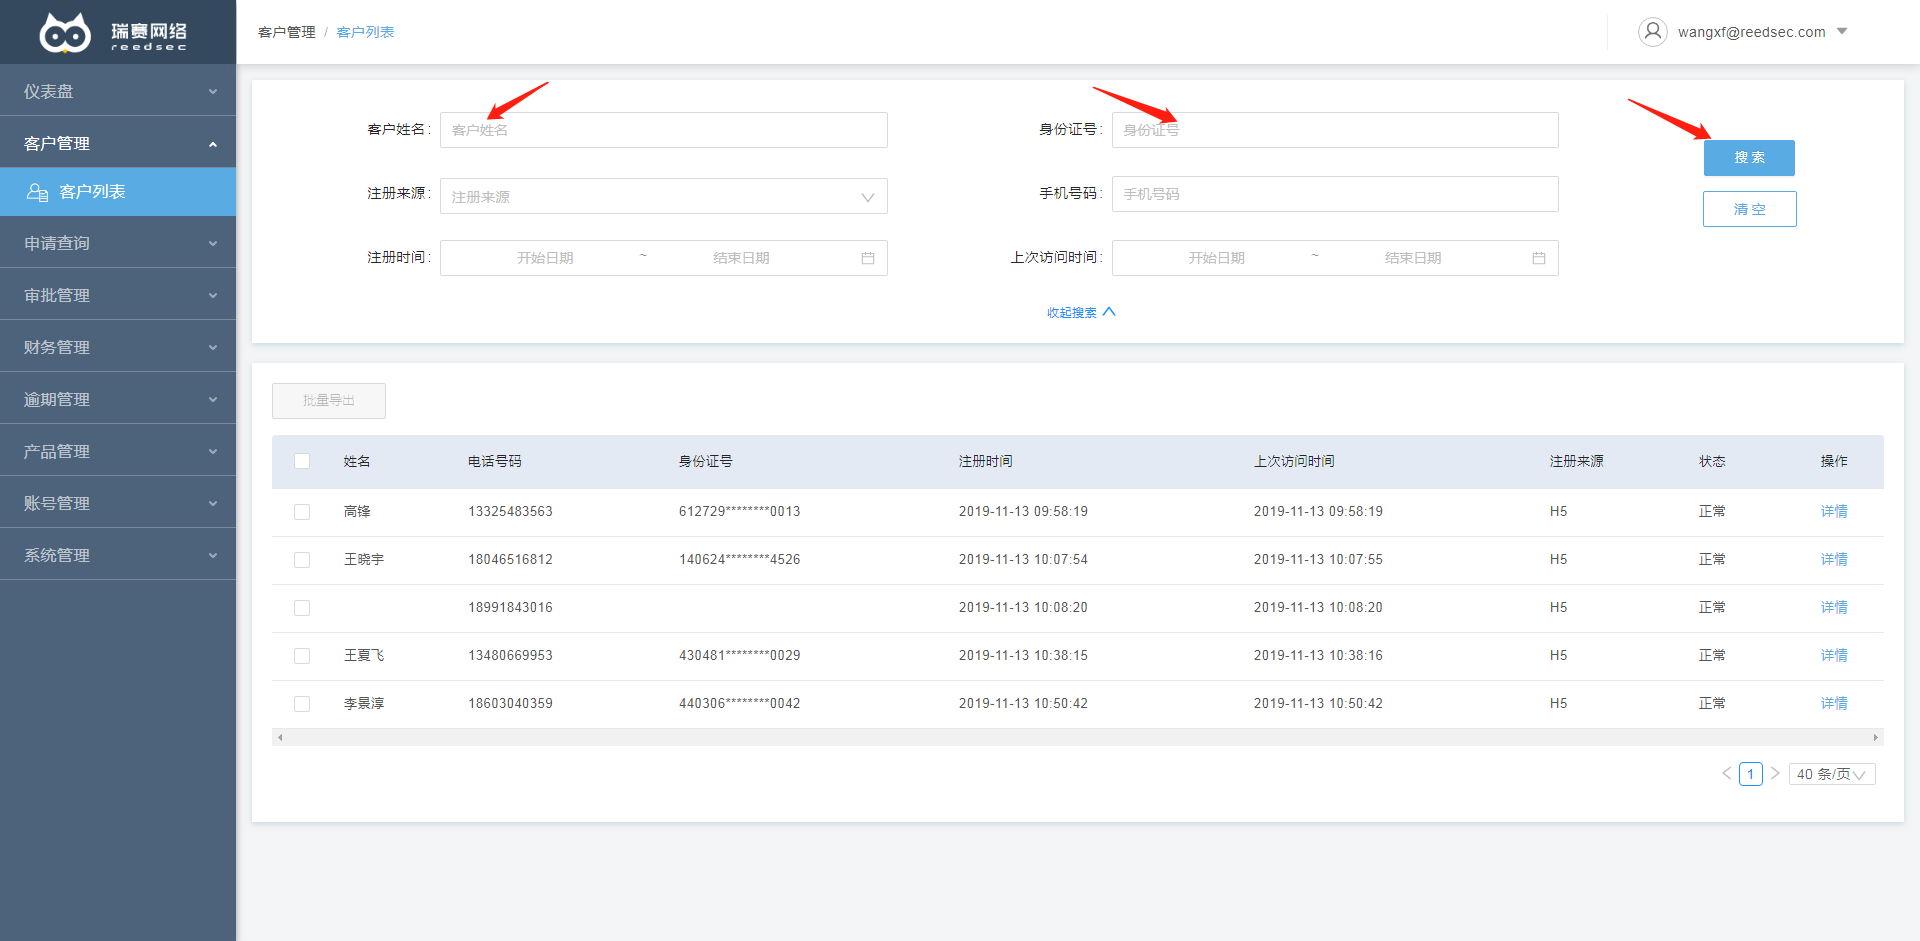 瑞赛网络
reedsec
客户管理 / 客户列表
wangxf@reedsec.com
仪表盘
客户管理
客户列表
申请查询
审批管理
财务管理
逾期管理
产品管理
账号管理
系统管理
客户姓名: 客户姓名
身份证号: 身份证号
搜 索
注册来源: 注册来源
手机号码: 手机号码
清 空
注册时间: 开始日期 ~ 结束日期
上次访问时间: 开始日期 ~ 结束日期
收起搜索
批量导出
姓名 电话号码 身份证号 注册时间 上次访问时间 注册来源 状态 操作
高锋 13325483563 612729********0013 2019-11-13 09:58:19 2019-11-13 09:58:19 H5 正常 详情
王晓宇 18046516812 140624********4526 2019-11-13 10:07:54 2019-11-13 10:07:55 H5 正常 详情
18991843016 2019-11-13 10:08:20 2019-11-13 10:08:20 H5 正常 详情
王夏飞 13480669953 430481********0029 2019-11-13 10:38:15 2019-11-13 10:38:16 H5 正常 详情
李景淳 18603040359 440306********0042 2019-11-13 10:50:42 2019-11-13 10:50:42 H5 正常 详情
1 40 条/页